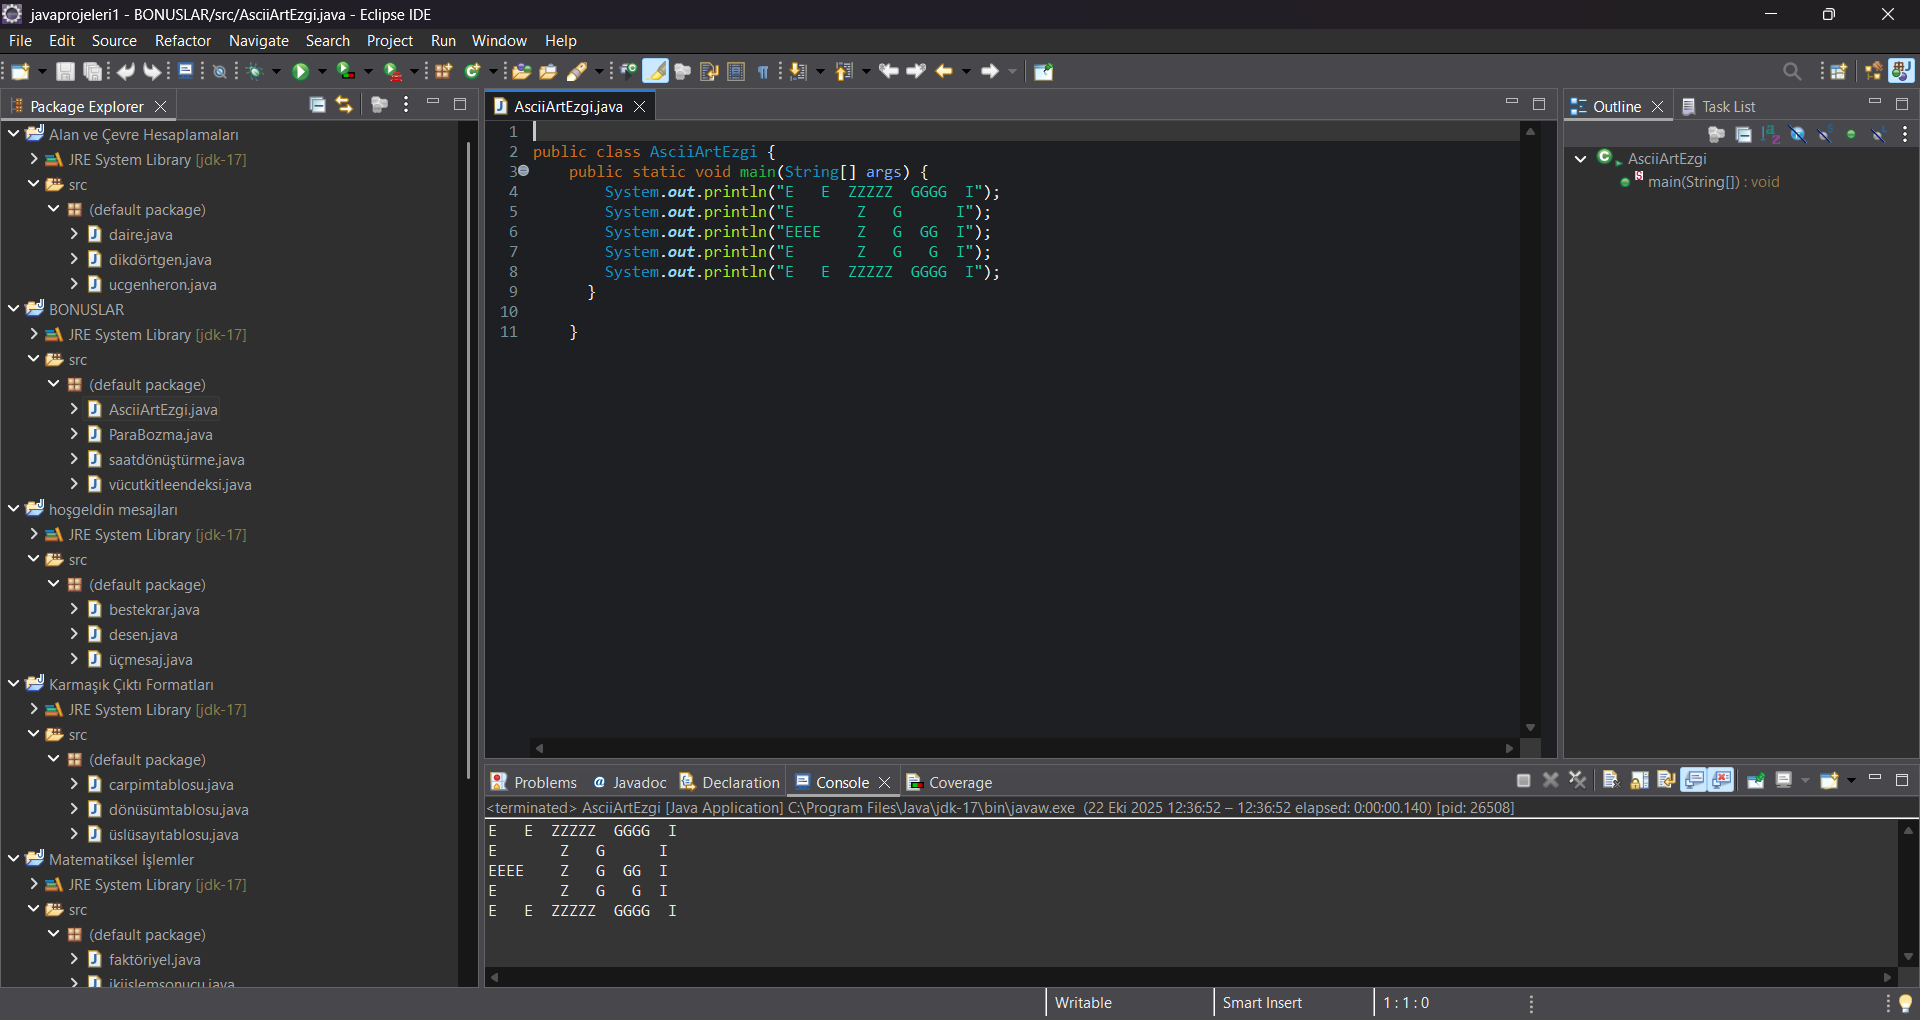 javaprojeleri1 - BONUSLAR/src/AsciiArtEzgi.java - Eclipse IDE
File Edit Source Refactor Navigate Search Project Run Window Help
Package Explorer
Alan ve Çevre Hesaplamaları
JRE System Library [jdk-17]
src
(default package)
daire.java
dikdörtgen.java
ucgenheron.java
BONUSLAR
JRE System Library [jdk-17]
src
(default package)
AsciiArtEzgi.java
ParaBozma.java
saatdönüştürme.java
vücutkitleendeksi.java
hoşgeldin mesajları
JRE System Library [jdk-17]
src
(default package)
bestekrar.java
desen.java
üçmesaj.java
Karmaşık Çıktı Formatları
JRE System Library [jdk-17]
src
(default package)
carpimtablosu.java
dönüsümtablosu.java
üslüsayıtablosu.java
Matematiksel İşlemler
JRE System Library [jdk-17]
src
(default package)
faktöriyel.java
ikiislemsonucu.java
AsciiArtEzgi.java
1
2 public class AsciiArtEzgi {
3     public static void main(String[] args) {
4         System.out.println("E   E  ZZZZZ  GGGG  I");
5         System.out.println("E       Z   G      I");
6         System.out.println("EEEE    Z   G  GG  I");
7         System.out.println("E       Z   G   G  I");
8         System.out.println("E   E  ZZZZZ  GGGG  I");
9       }
10
11     }
Outline Task List
AsciiArtEzgi
main(String[]) : void
Problems Javadoc Declaration Console Coverage
<terminated> AsciiArtEzgi [Java Application] C:\Program Files\Java\jdk-17\bin\javaw.exe (22 Eki 2025 12:36:52 – 12:36:52 elapsed: 0:00:00.140) [pid: 26508]
E   E  ZZZZZ  GGGG  I
E       Z   G      I
EEEE    Z   G  GG  I
E       Z   G   G  I
E   E  ZZZZZ  GGGG  I
Writable Smart Insert 1 : 1 : 0